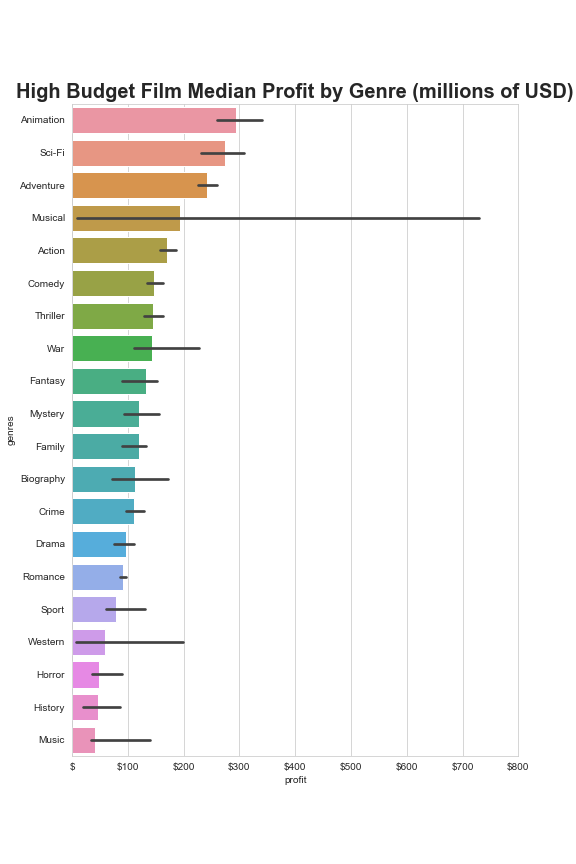 High Budget Film Median Profit by Genre (millions of USD)
Animation
Sci-Fi
Adventure
Musical
Action
Comedy
Thriller
War
Fantasy
Mystery
Family
Biography
Crime
Drama
Romance
Sport
Western
Horror
History
Music
genres
$ $100 $200 $300 $400 $500 $600 $700 $800
profit